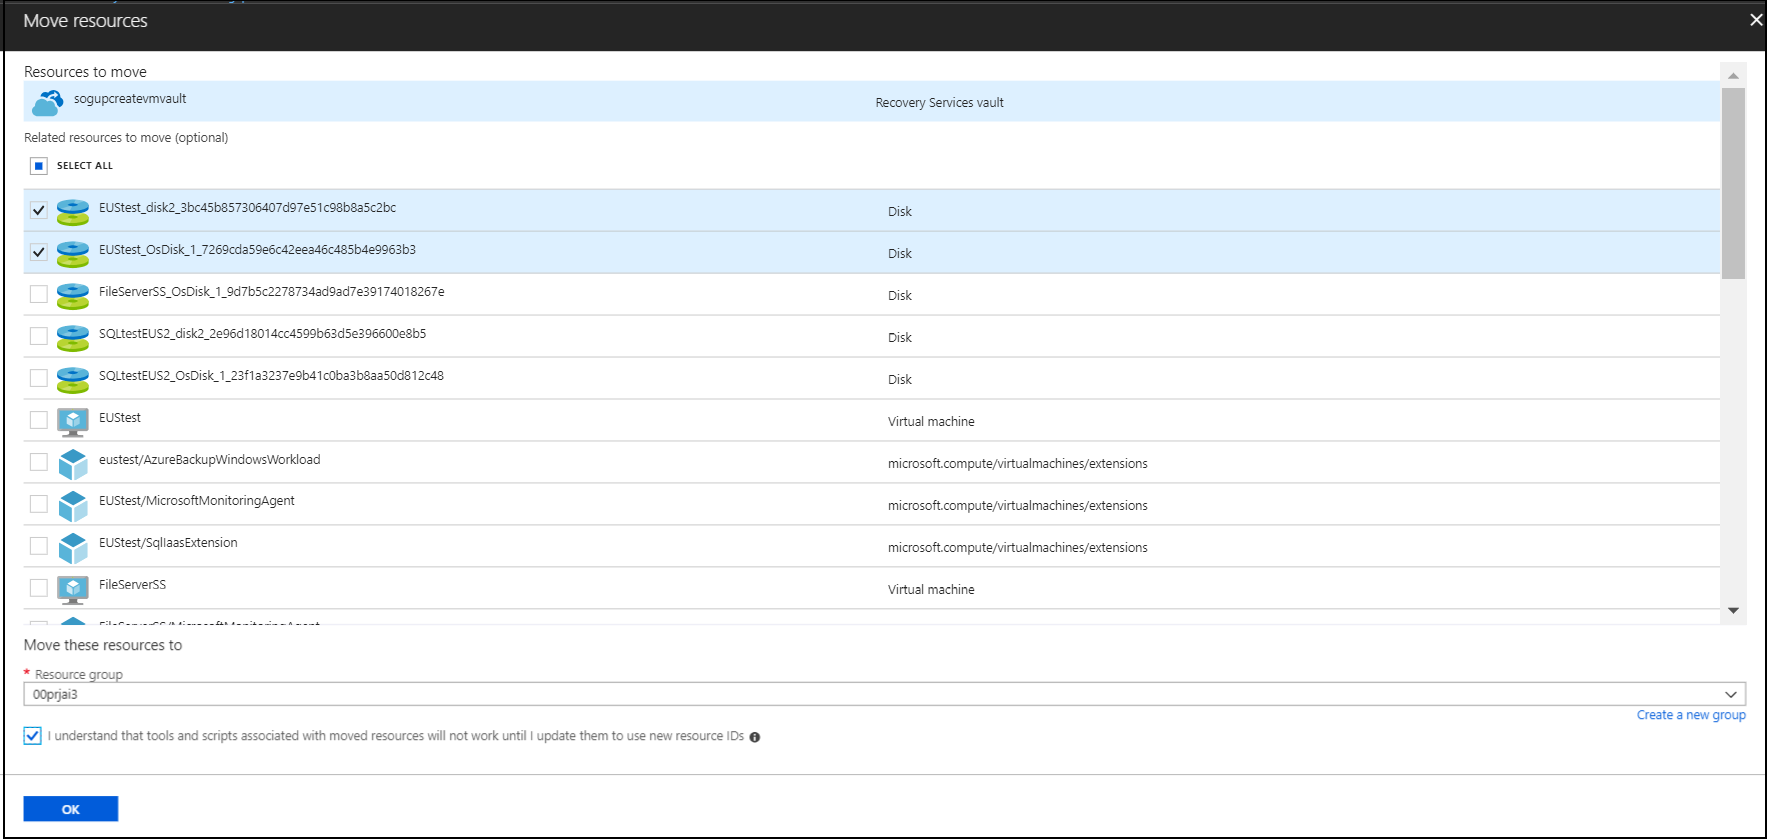 Move resources
Resources to move
sogupcreatevmvault Recovery Services vault
Related resources to move (optional)
SELECT ALL
EUStest_disk2_3bc45b857306407d97e51c98b8a5c2bc Disk
EUStest_OsDisk_1_7269cda59e6c42eea46c485b4e9963b3 Disk
FileServerSS_OsDisk_1_9d7b5c2278734ad9ad7e39174018267e Disk
SQLtestEUS2_disk2_2e96d18014cc4599b63d5e396600e8b5 Disk
SQLtestEUS2_OsDisk_1_23f1a3237e9b41c0ba3b8aa50d812c48 Disk
EUStest Virtual machine
eustest/AzureBackupWindowsWorkload microsoft.compute/virtualmachines/extensions
EUStest/MicrosoftMonitoringAgent microsoft.compute/virtualmachines/extensions
EUStest/SqlIaasExtension microsoft.compute/virtualmachines/extensions
FileServerSS Virtual machine
FileServerSS/MicrosoftMonitoringAgent
Move these resources to
* Resource group
00prjai3
Create a new group
I understand that tools and scripts associated with moved resources will not work until I update them to use new resource IDs
OK